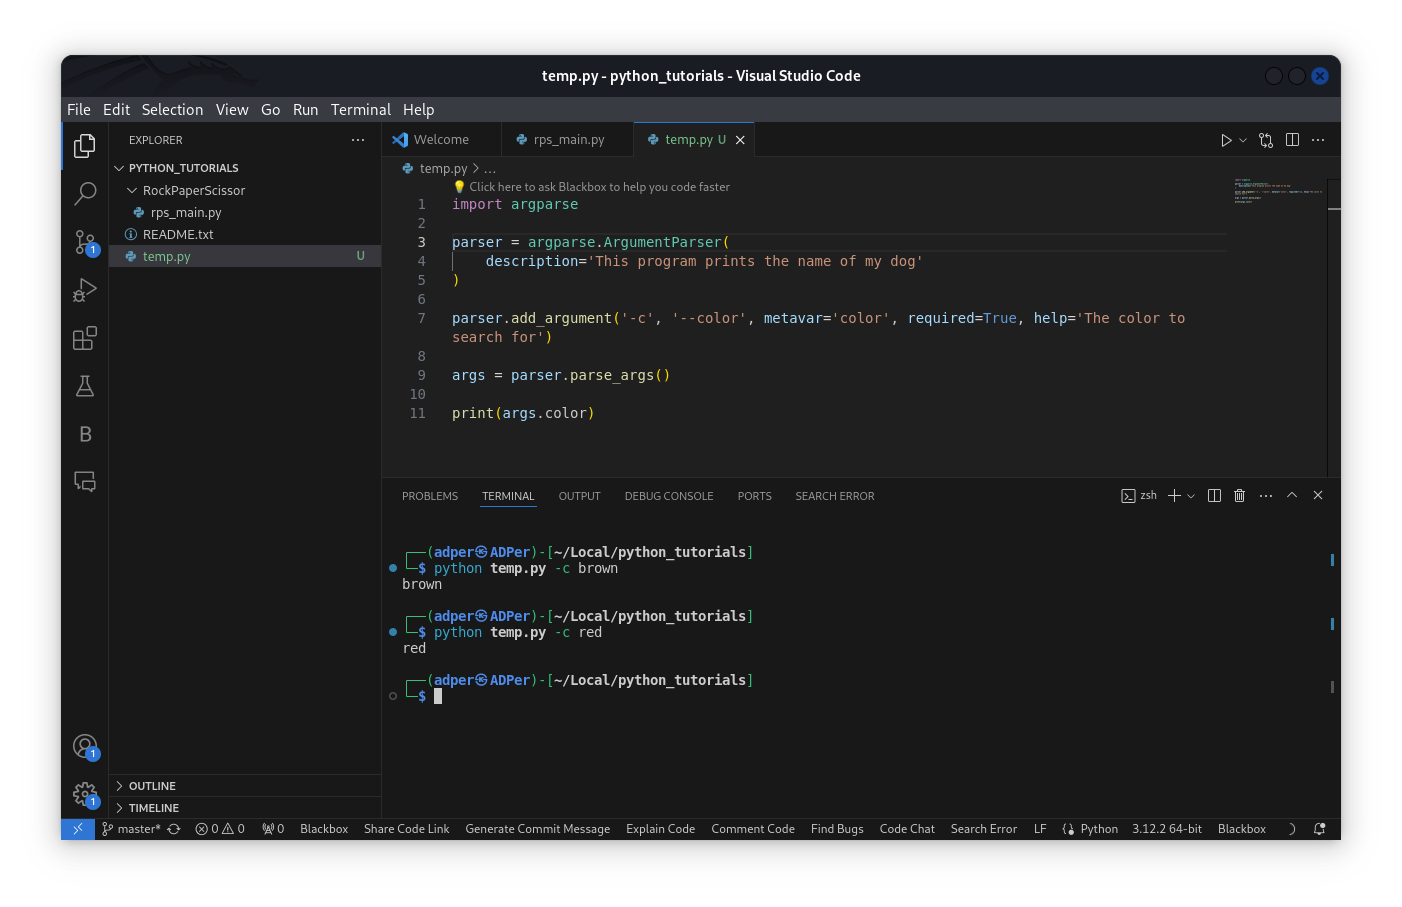 temp.py - python_tutorials - Visual Studio Code
File Edit Selection View Go Run Terminal Help
EXPLORER
PYTHON_TUTORIALS
RockPaperScissor
rps_main.py
README.txt
temp.py U
OUTLINE
TIMELINE
1
B
1
1
Welcome
rps_main.py
temp.py U
temp.py > ...
Click here to ask Blackbox to help you code faster
1 import argparse
2
3 parser = argparse.ArgumentParser(
4     description='This program prints the name of my dog'
5 )
6
7 parser.add_argument('-c', '--color', metavar='color', required=True, help='The color to
search for')
8
9 args = parser.parse_args()
10
11 print(args.color)
PROBLEMS TERMINAL OUTPUT DEBUG CONSOLE PORTS SEARCH ERROR
zsh
┌──(adper㉿ADPer)-[~/Local/python_tutorials]
└─$ python temp.py -c brown
brown
┌──(adper㉿ADPer)-[~/Local/python_tutorials]
└─$ python temp.py -c red
red
┌──(adper㉿ADPer)-[~/Local/python_tutorials]
└─$
master* 0 0 0 Blackbox Share Code Link Generate Commit Message Explain Code Comment Code Find Bugs Code Chat Search Error LF Python 3.12.2 64-bit Blackbox